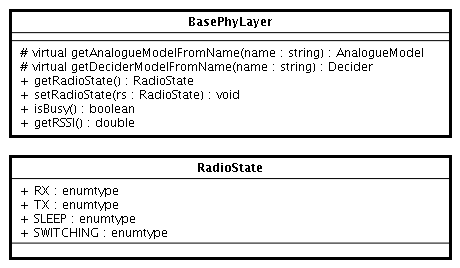 BasePhyLayer
# virtual getAnalogueModelFromName(name : string) : AnalogueModel
# virtual getDeciderModelFromName(name : string) : Decider
+ getRadioState() : RadioState
+ setRadioState(rs : RadioState) : void
+ isBusy() : boolean
+ getRSSI() : double
RadioState
+ RX : enumtype
+ TX : enumtype
+ SLEEP : enumtype
+ SWITCHING : enumtype